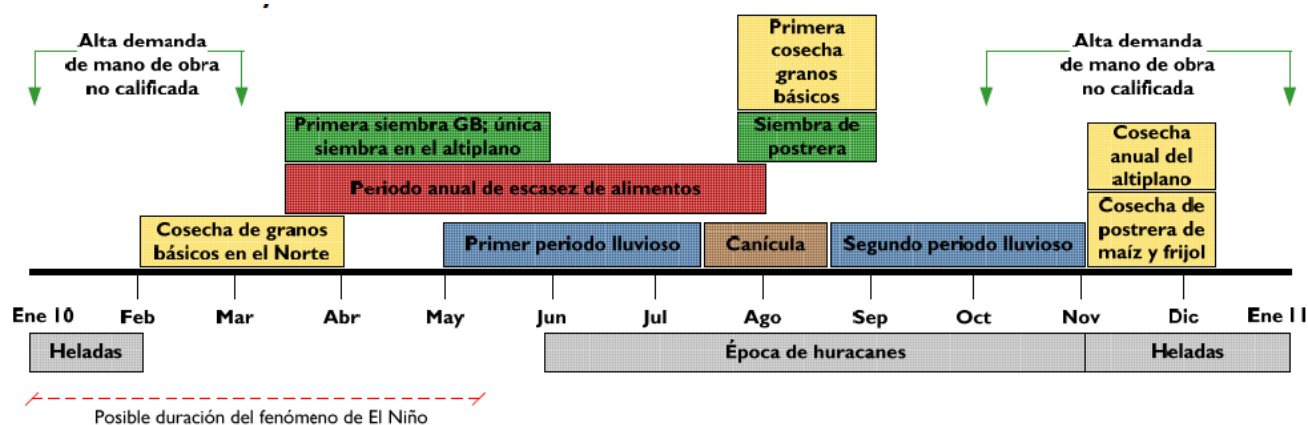 Alta demanda
de mano de obra
no calificada
Primera
cosecha
granos
básicos
Alta demanda
de mano de obra
no calificada
Primera siembra GB; única
siembra en el altiplano
Siembra de
postrera
Cosecha
anual del
altiplano
Periodo anual de escasez de alimentos
Cosecha de granos
básicos en el Norte
Primer periodo lluvioso
Canícula
Segundo periodo lluvioso
Cosecha de
postrera de
maíz y frijol
Ene 10 Feb Mar Abr May Jun Jul Ago Sep Oct Nov Dic Ene 11
Heladas
Época de huracanes
Heladas
Posible duración del fenómeno de El Niño